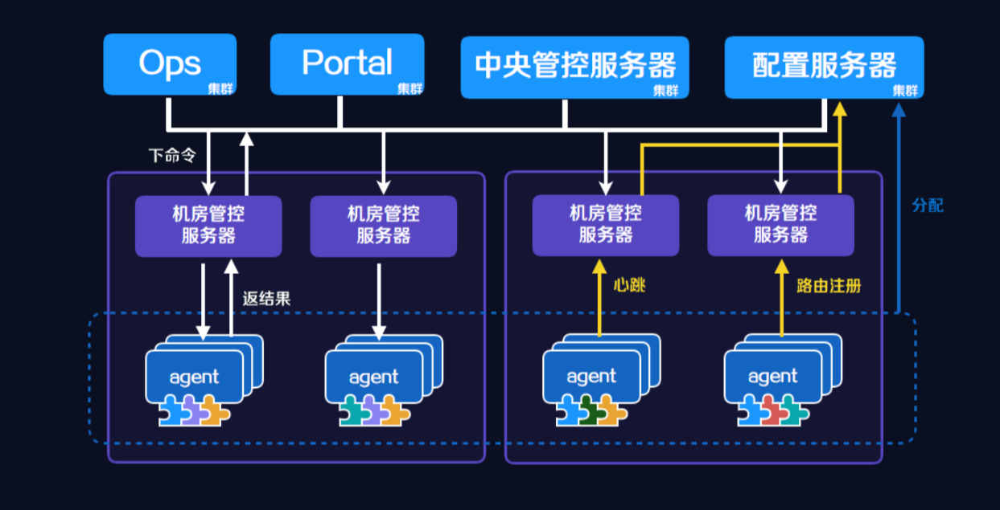 Ops
集群
Portal
集群
中央管控服务器
集群
配置服务器
集群
下命令
分配
机房管控
服务器
机房管控
服务器
机房管控
服务器
机房管控
服务器
返结果
心跳
路由注册
agent
agent
agent
agent